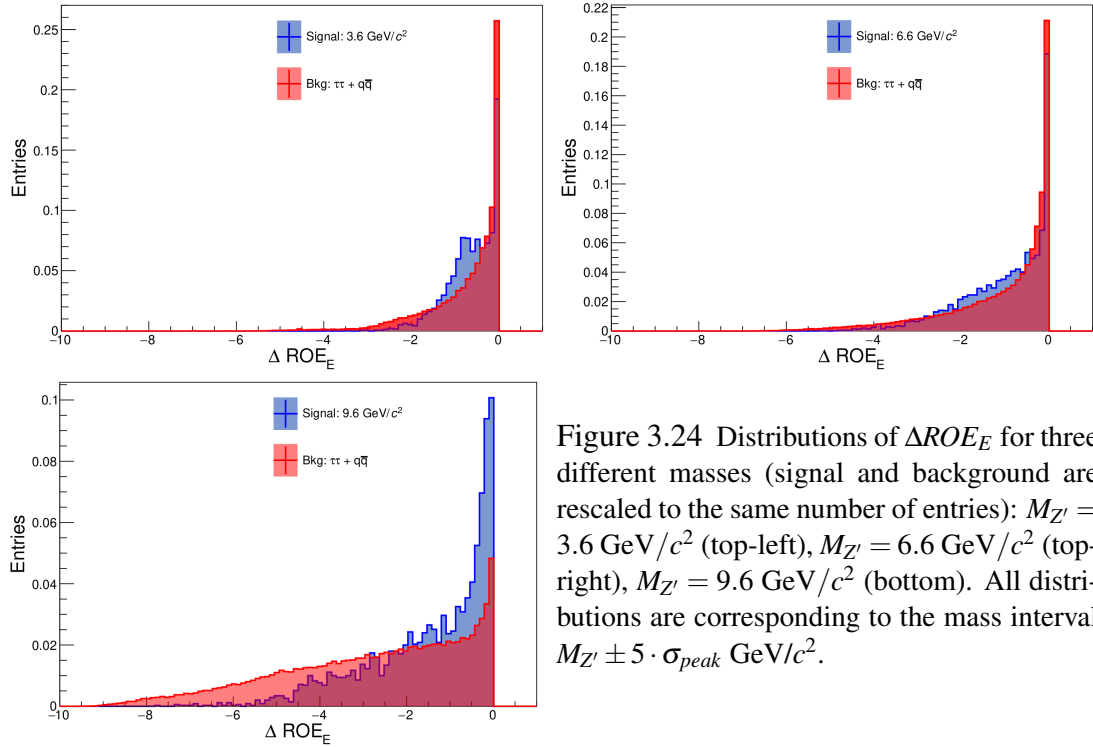 0.25
0.2
0.15
0.1
0.05
0
Entries
Signal: 3.6 GeV/c²
Bkg: ττ + qq̅
−10 −8 −6 −4 −2 0
Δ ROE_E
0.22
0.2
0.18
0.16
0.14
0.12
0.1
0.08
0.06
0.04
0.02
0
Entries
Signal: 6.6 GeV/c²
Bkg: ττ + qq̅
−10 −8 −6 −4 −2 0
Δ ROE_E
0.1
0.08
0.06
0.04
0.02
0
Entries
Signal: 9.6 GeV/c²
Bkg: ττ + qq̅
−10 −8 −6 −4 −2 0
Δ ROE_E
Figure 3.24 Distributions of ΔROE_E for three
different masses (signal and background are
rescaled to the same number of entries): M_Z′ =
3.6 GeV/c² (top-left), M_Z′ = 6.6 GeV/c² (top-
right), M_Z′ = 9.6 GeV/c² (bottom). All distri-
butions are corresponding to the mass interval
M_Z′ ± 5 · σ_peak GeV/c².